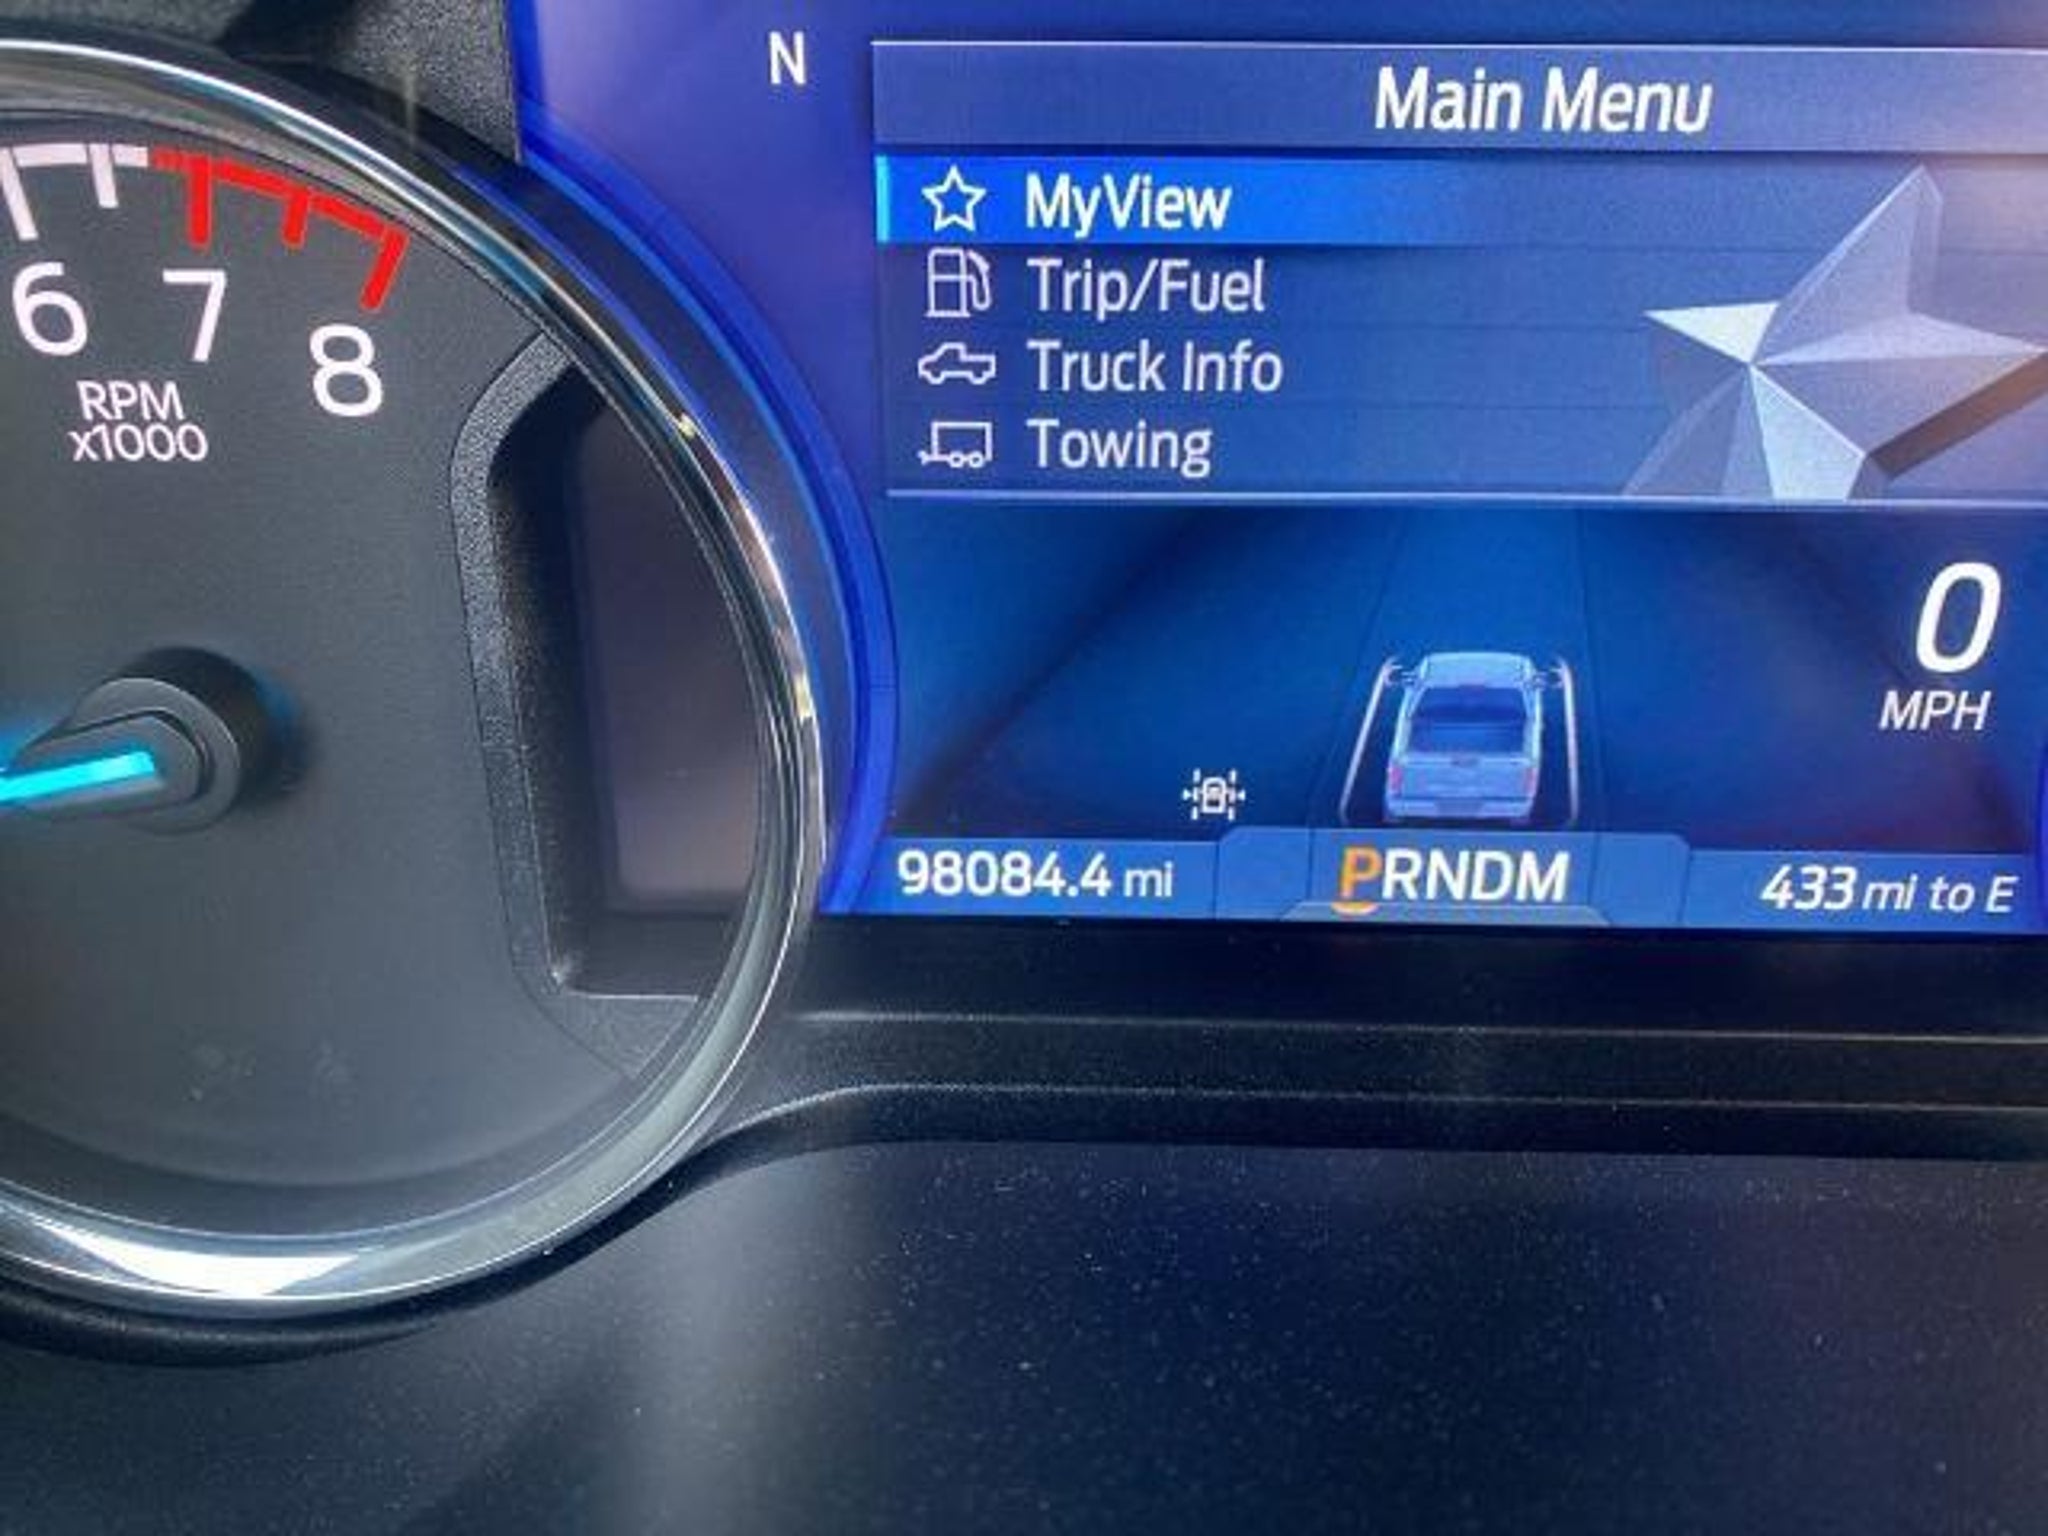 N
Main Menu
MyView
Trip/Fuel
Truck Info
Towing
6 7 8
RPM
x1000
0
MPH
98084.4 mi
PRNDM
433 mi to E